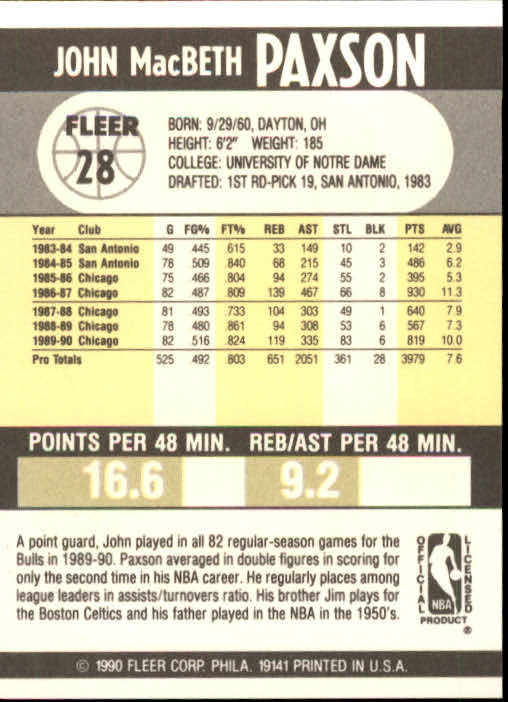 JOHN MacBETH PAXSON
FLEER
28
BORN: 9/29/60, DAYTON, OH
HEIGHT: 6'2" WEIGHT: 185
COLLEGE: UNIVERSITY OF NOTRE DAME
DRAFTED: 1ST RD-PICK 19, SAN ANTONIO, 1983
Year Club G FG% FT% REB AST STL BLK PTS AVG
1983-84 San Antonio 49 .445 .615 33 149 10 2 142 2.9
1984-85 San Antonio 78 .509 .840 68 215 45 3 486 6.2
1985-86 Chicago 75 .466 .804 94 274 55 2 395 5.3
1986-87 Chicago 82 .487 .809 139 467 66 8 930 11.3
1987-88 Chicago 81 .493 .733 104 303 49 1 640 7.9
1988-89 Chicago 78 .480 .861 94 308 53 6 567 7.3
1989-90 Chicago 82 .516 .824 119 335 83 6 819 10.0
Pro Totals 525 .492 .803 651 2051 361 28 3979 7.6
POINTS PER 48 MIN. REB/AST PER 48 MIN.
16.6 9.2
A point guard, John played in all 82 regular-season games for the
Bulls in 1989-90. Paxson averaged in double figures in scoring for
only the second time in his NBA career. He regularly places among
league leaders in assists/turnovers ratio. His brother Jim plays for
the Boston Celtics and his father played in the NBA in the 1950's.
OFFICIAL
LICENSED
NBA
PRODUCT
®
© 1990 FLEER CORP. PHILA. 19141 PRINTED IN U.S.A.